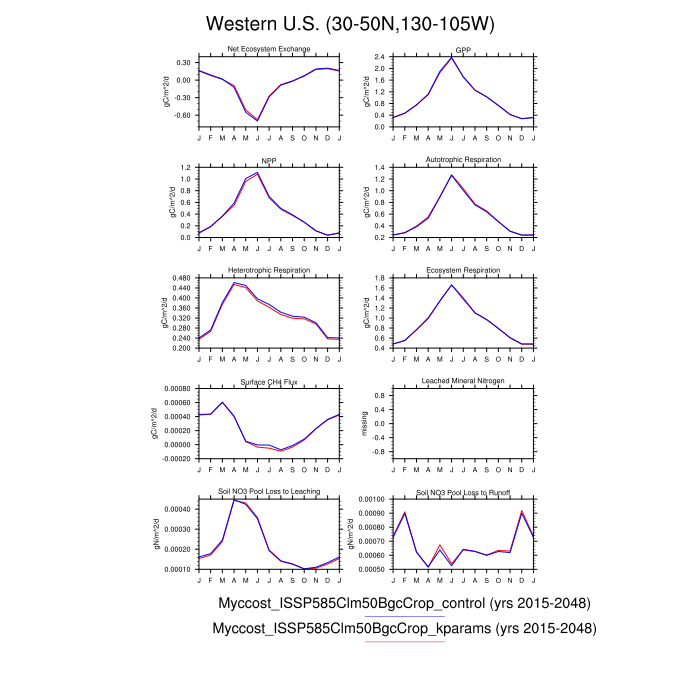 Western U.S. (30-50N,130-105W)
Net Ecosystem Exchange
gC/m^2/d
0.30
0.00
-0.30
-0.60
J F M A M J J A S O N D J
GPP
gC/m^2/d
2.4
2.0
1.6
1.2
0.8
0.4
0.0
J F M A M J J A S O N D J
NPP
gC/m^2/d
1.2
1.0
0.8
0.6
0.4
0.2
0.0
J F M A M J J A S O N D J
Autotrophic Respiration
gC/m^2/d
1.4
1.2
1.0
0.8
0.6
0.4
0.2
J F M A M J J A S O N D J
Heterotrophic Respiration
gC/m^2/d
0.480
0.440
0.400
0.360
0.320
0.280
0.240
0.200
J F M A M J J A S O N D J
Ecosystem Respiration
gC/m^2/d
1.8
1.6
1.4
1.2
1.0
0.8
0.6
0.4
J F M A M J J A S O N D J
Surface CH4 Flux
gC/m^2/d
0.00080
0.00060
0.00040
0.00020
-0.00000
-0.00020
J F M A M J J A S O N D J
Leached Mineral Nitrogen
missing
0.8
0.4
0.0
-0.4
-0.8
J F M A M J J A S O N D J
Soil NO3 Pool Loss to Leaching
gN/m^2/d
0.00040
0.00030
0.00020
0.00010
J F M A M J J A S O N D J
Soil NO3 Pool Loss to Runoff
gN/m^2/d
0.00100
0.00090
0.00080
0.00070
0.00060
0.00050
J F M A M J J A S O N D J
Myccost_ISSP585Clm50BgcCrop_control (yrs 2015-2048)
Myccost_ISSP585Clm50BgcCrop_kparams (yrs 2015-2048)